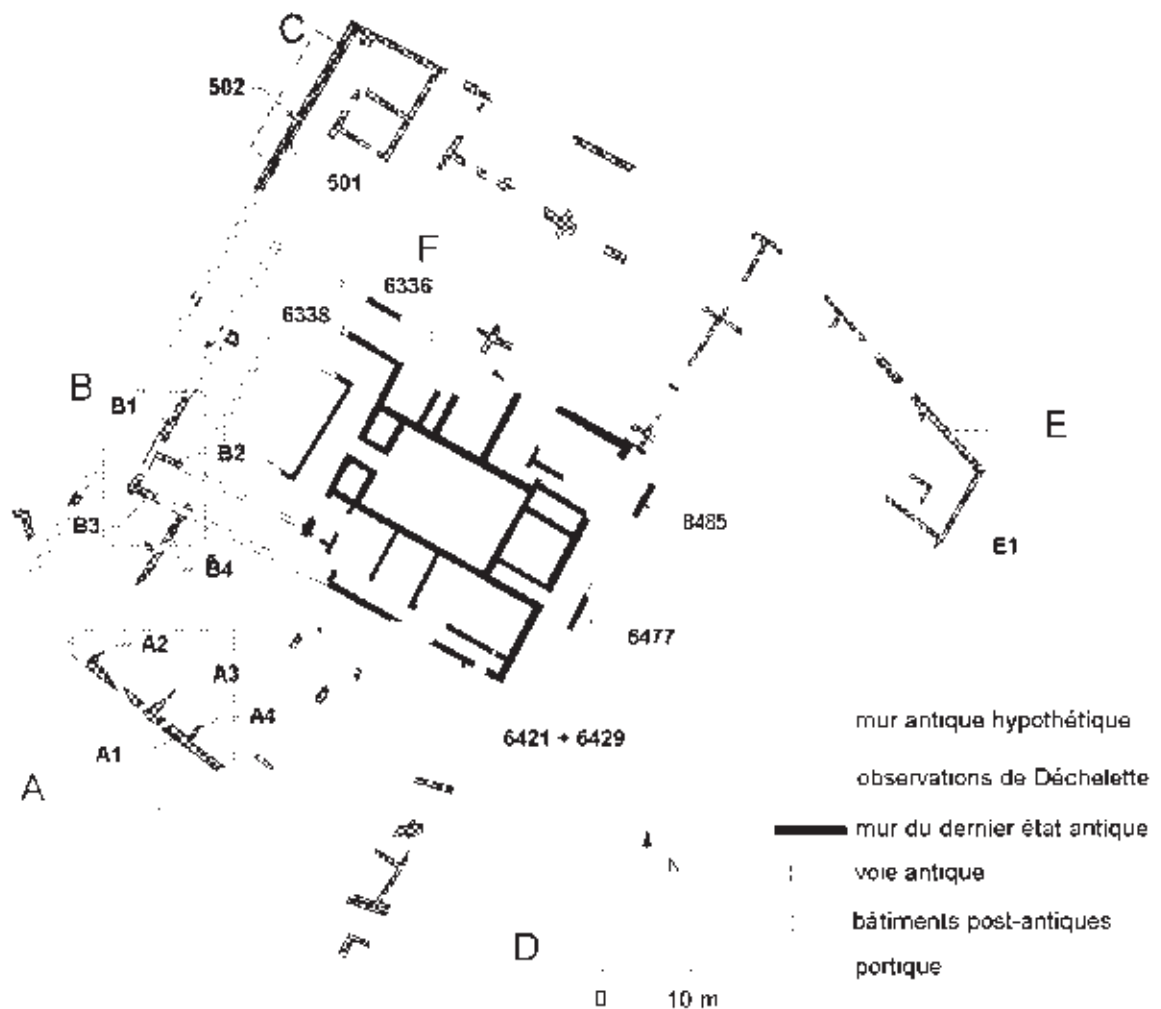 C
502
501
F
6336
6338
B
B1
B2
E
B3
8485
E1
B4
A2
6477
A3
A4
6421 + 6429
A1
A
mur antique hypothétique
observations de Déchelette
mur du dernier état antique
N
voie antique
bâtiments post-antiques
D
portique
0 10 m